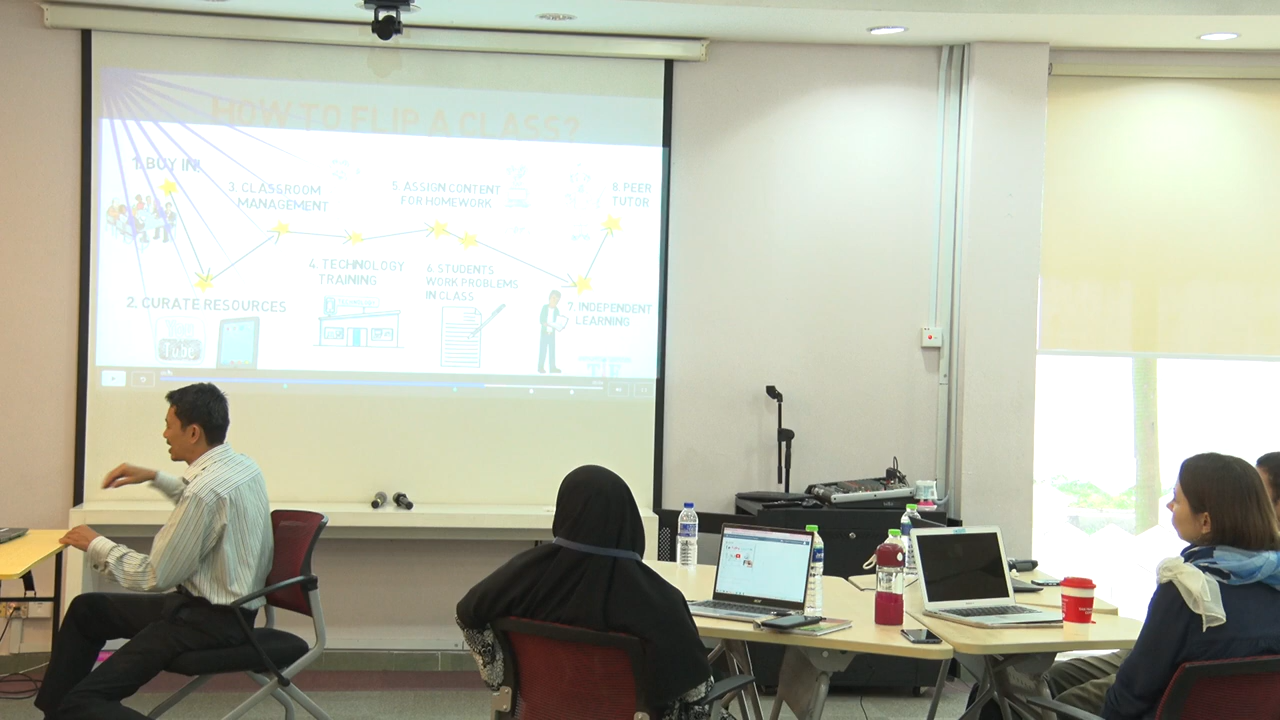 HOW TO FLIP A CLASS?
1. BUY IN!
3. CLASSROOM
MANAGEMENT
5. ASSIGN CONTENT
FOR HOMEWORK
8. PEER
TUTOR
4. TECHNOLOGY
TRAINING
6. STUDENTS
WORK PROBLEMS
IN CLASS
2. CURATE RESOURCES
7. INDEPENDENT
LEARNING
Tube